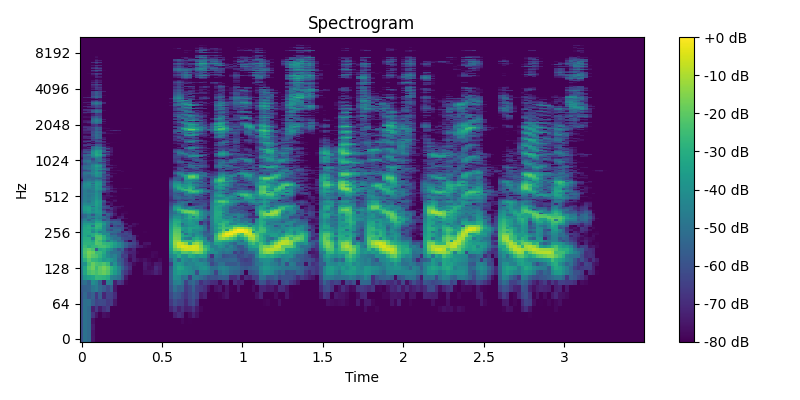 Spectrogram
8192
4096
2048
1024
512
256
128
64
0
Hz
0
0.5
1
1.5
2
2.5
3
Time
+0 dB
-10 dB
-20 dB
-30 dB
-40 dB
-50 dB
-60 dB
-70 dB
-80 dB